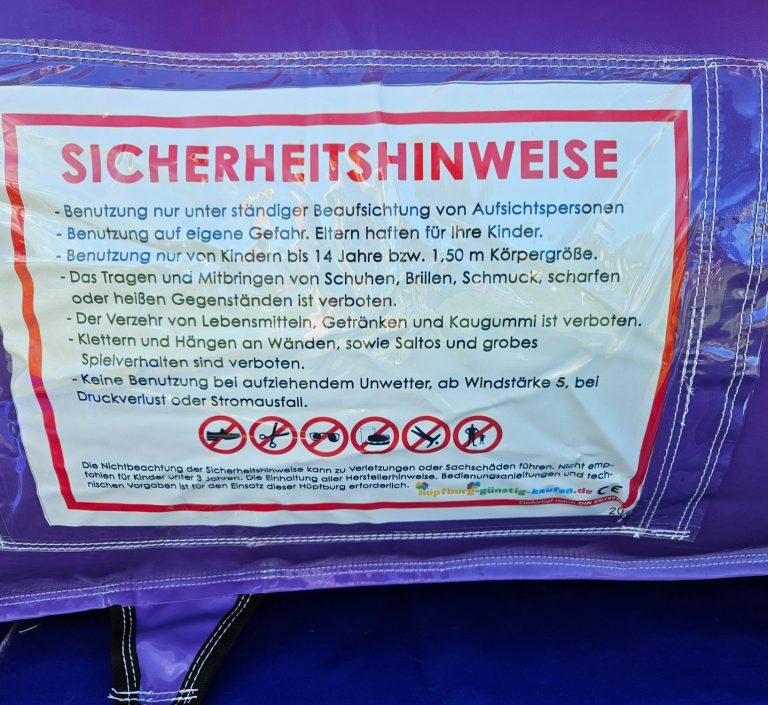 SICHERHEITSHINWEISE
- Benutzung nur unter ständiger Beaufsichtung von Aufsichtspersonen
- Benutzung auf eigene Gefahr. Eltern haften für Ihre Kinder.
- Benutzung nur von Kindern bis 14 Jahre bzw. 1,50 m Körpergröße.
- Das Tragen und Mitbringen von Schuhen, Brillen, Schmuck, scharfen
oder heißen Gegenständen ist verboten.
- Der Verzehr von Lebensmitteln, Getränken und Kaugummi ist verboten.
- Klettern und Hängen an Wänden, sowie Saltos und grobes
Spielverhalten sind verboten.
- Keine Benutzung bei aufziehendem Unwetter, ab Windstärke 5, bei
Druckverlust oder Stromausfall.
Die Nichtbeachtung der Sicherheitshinweise kann zu Verletzungen oder Sachschäden führen. Nicht emp-
fohlen für Kinder unter 3 Jahren. Die Einhaltung aller Herstellerhinweise, Bedienungsanleitungen und tech-
nischen Vorgaben ist für den Einsatz dieser Hüpfburg erforderlich. hüpfburg-günstig-kaufen.de CE
Gefertigt nach DIN
20